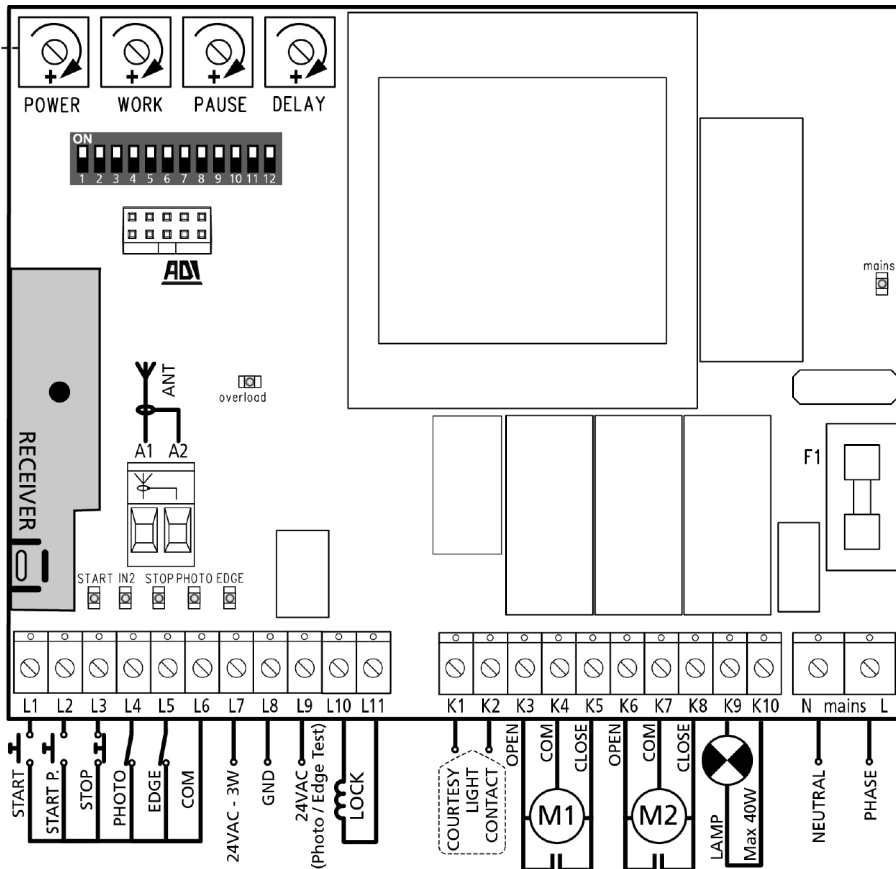 POWER WORK PAUSE DELAY
ON
1 2 3 4 5 6 7 8 9 10 11 12
ADI
mains
ANT
overload
A1 A2
RECEIVER
F1
START IN2 STOP PHOTO EDGE
L1 L2 L3 L4 L5 L6 L7 L8 L9 L10 L11
K1 K2 K3 K4 K5 K6 K7 K8 K9 K10
N mains L
START
START P.
STOP
PHOTO
EDGE
COM
24VAC - 3W
GND
24VAC
(Photo / Edge Test)
LOCK
COURTESY
LIGHT
CONTACT
OPEN
COM
CLOSE
M1
OPEN
COM
CLOSE
M2
LAMP
Max 40W
NEUTRAL
PHASE